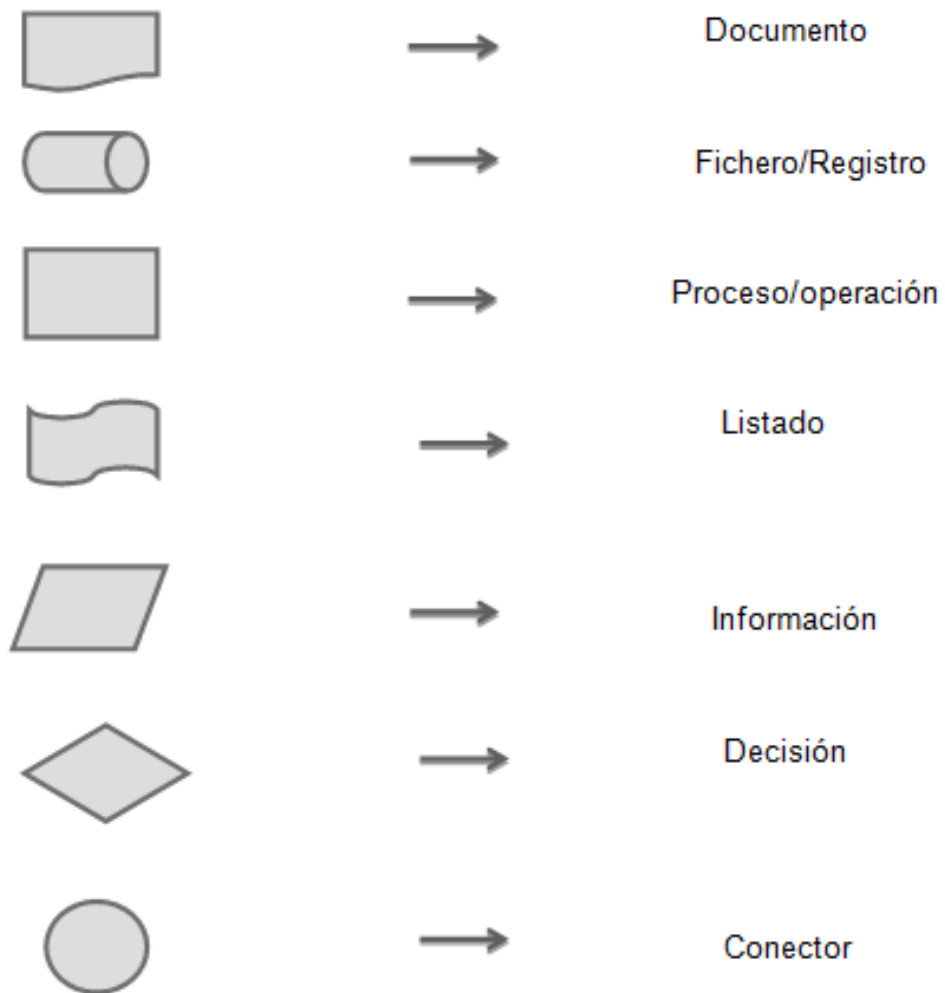 Documento
Fichero/Registro
Proceso/operación
Listado
Información
Decisión
Conector